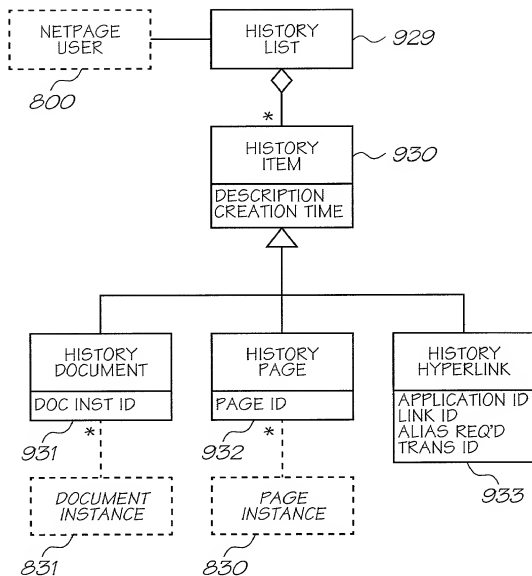 NETPAGE
USER
800
HISTORY
LIST
929
*
HISTORY
ITEM
930
DESCRIPTION
CREATION TIME
HISTORY
DOCUMENT
DOC INST ID
931
*
DOCUMENT
INSTANCE
831
HISTORY
PAGE
PAGE ID
932
*
PAGE
INSTANCE
830
HISTORY
HYPERLINK
APPLICATION ID
LINK ID
ALIAS REQ'D
TRANS ID
933